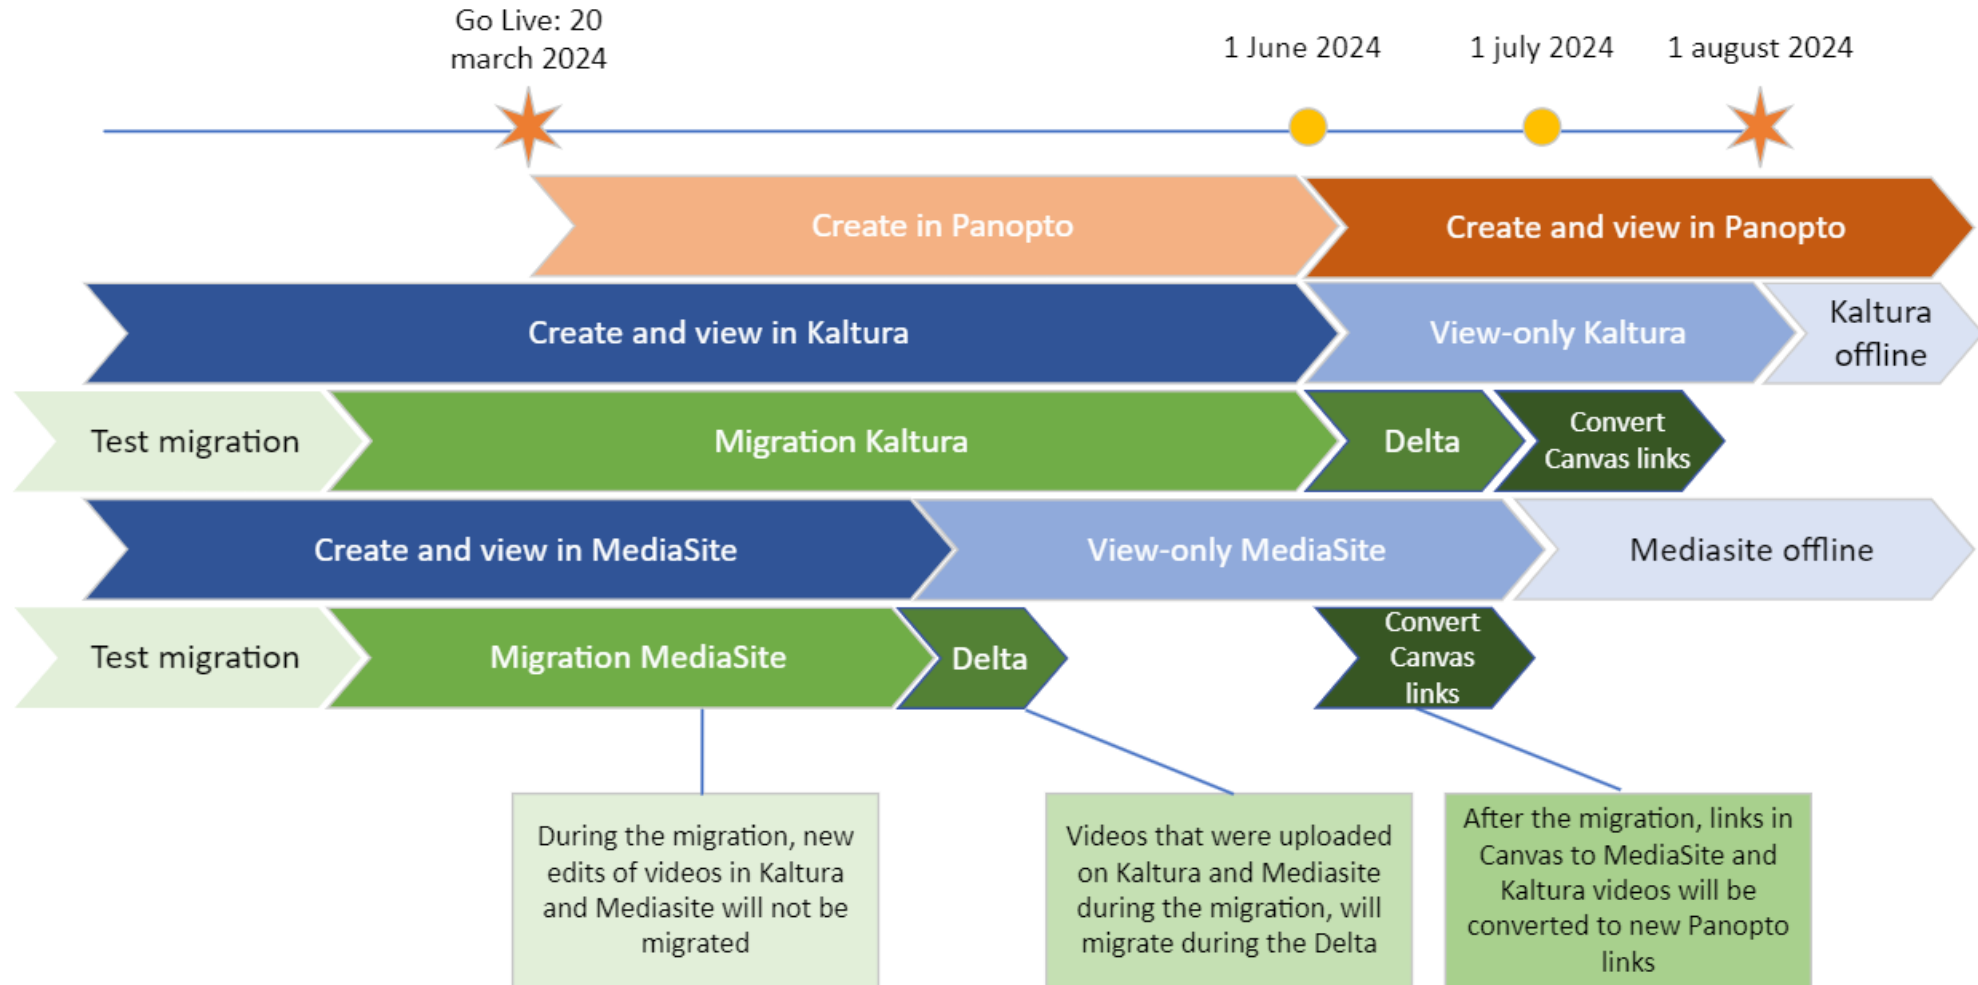 Go Live: 20
march 2024
1 June 2024
1 july 2024
1 august 2024
Create in Panopto
Create and view in Panopto
Create and view in Kaltura
View-only Kaltura
Kaltura
offline
Test migration
Migration Kaltura
Delta
Convert
Canvas links
Create and view in MediaSite
View-only MediaSite
Mediasite offline
Test migration
Migration MediaSite
Delta
Convert
Canvas
links
During the migration, new
edits of videos in Kaltura
and Mediasite will not be
migrated
Videos that were uploaded
on Kaltura and Mediasite
during the migration, will
migrate during the Delta
After the migration, links in
Canvas to MediaSite and
Kaltura videos will be
converted to new Panopto
links